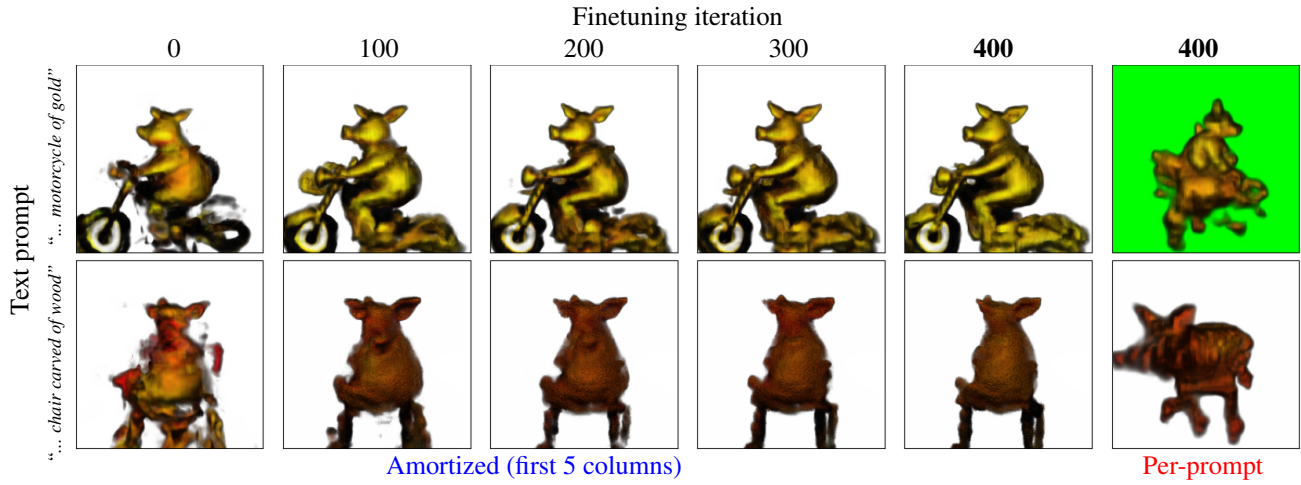 Finetuning iteration
0 100 200 300 400 400
Text prompt
“... motorcycle of gold”
“... chair carved of wood”
Amortized (first 5 columns) Per-prompt